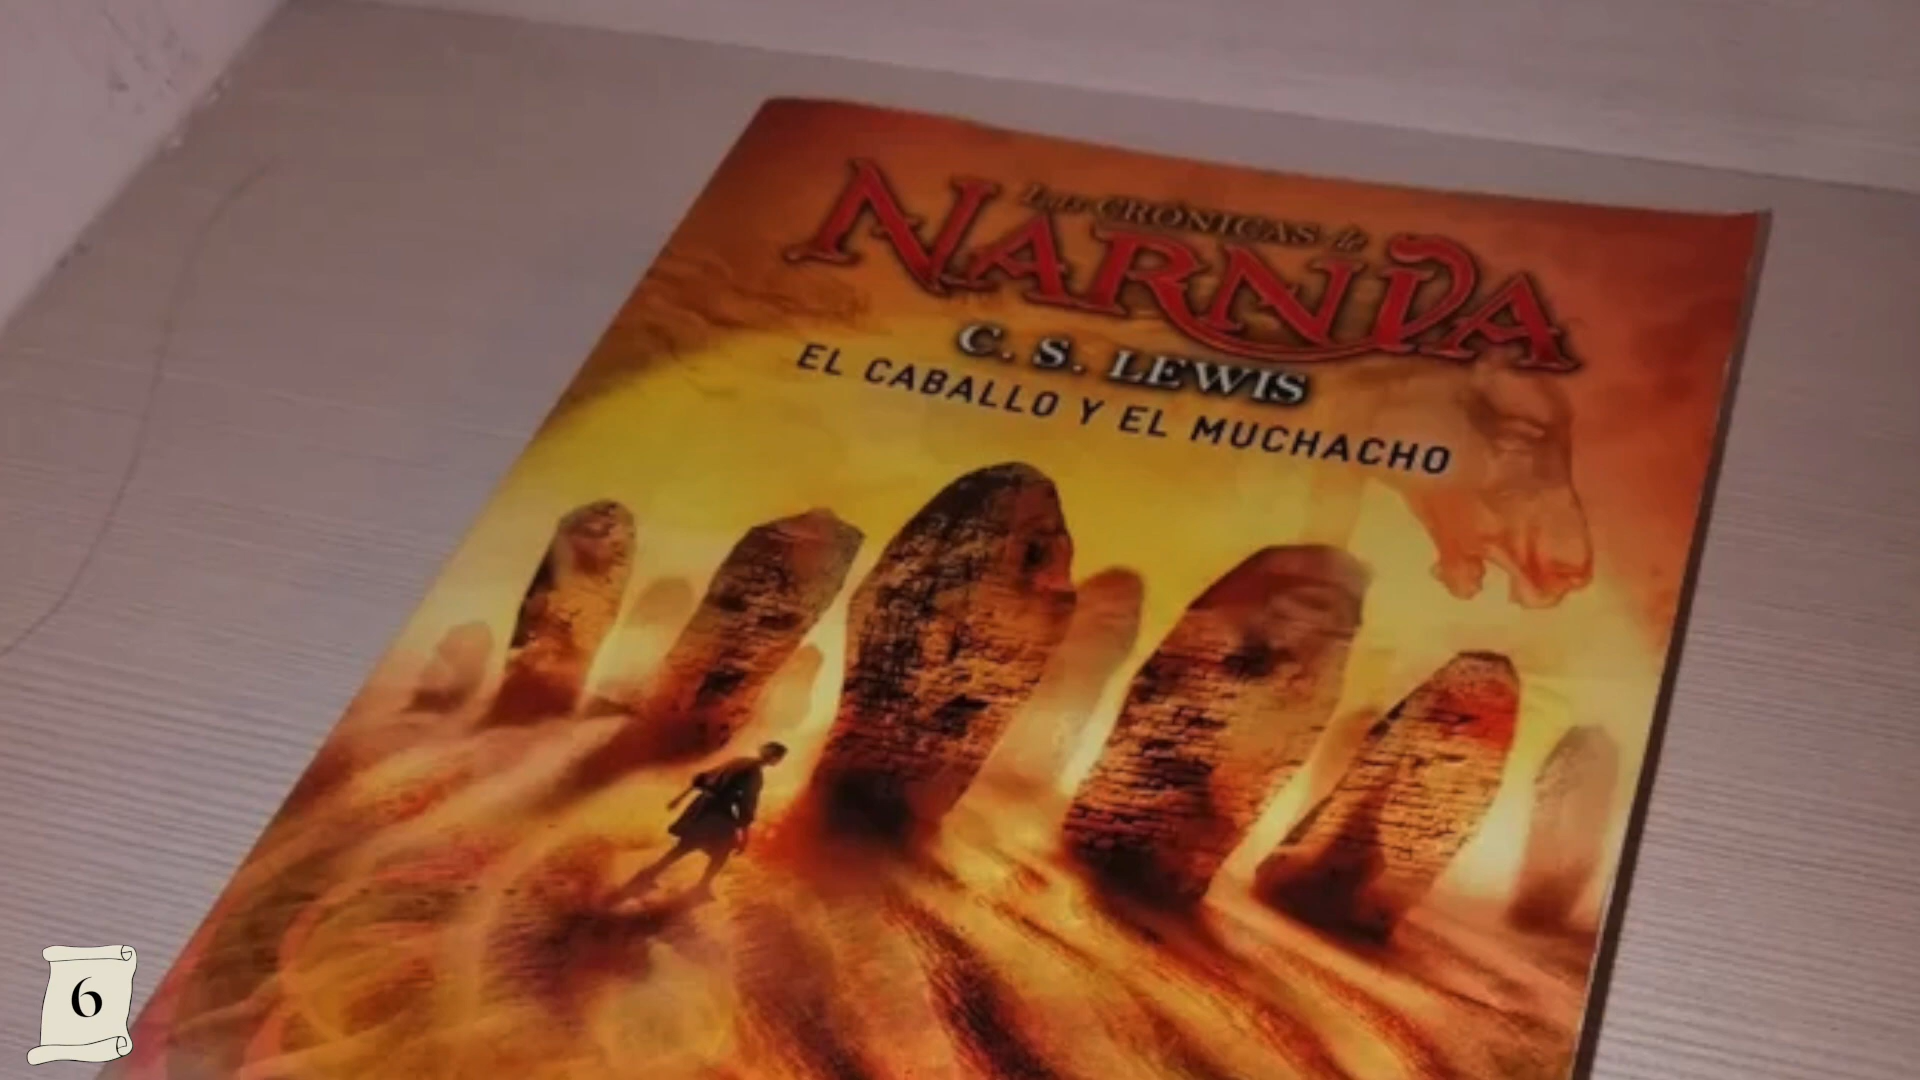 Las CRÓNICAS de
NARNIA
C. S. LEWIS
EL CABALLO Y EL MUCHACHO
6